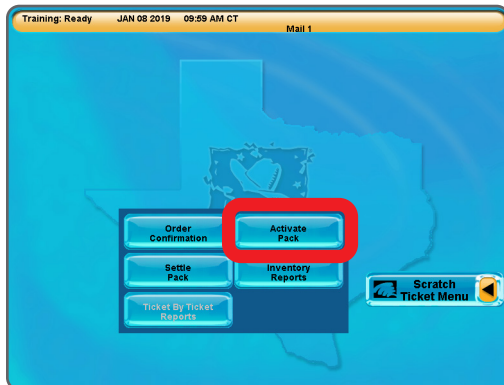 Training: Ready JAN 08 2019 09:59 AM CT
Mail 1
Order
Confirmation
Activate
Pack
Settle
Pack
Inventory
Reports
Scratch
Ticket Menu
Ticket By Ticket
Reports